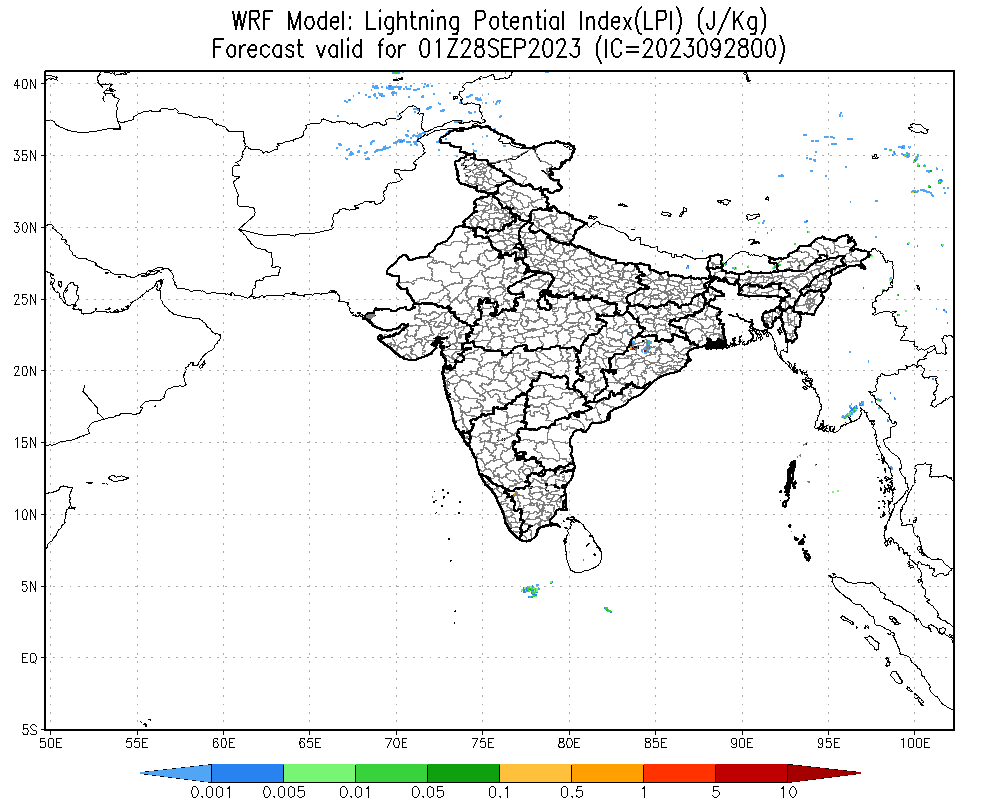 WRF Model: Lightning Potential Index(LPI) (J/Kg)
Forecast valid for 01Z28SEP2023 (IC=2023092800)
40N
35N
30N
25N
20N
15N
10N
5N
EQ
5S
50E 55E 60E 65E 70E 75E 80E 85E 90E 95E 100E
0.001 0.005 0.01 0.05 0.1 0.5 1 5 10